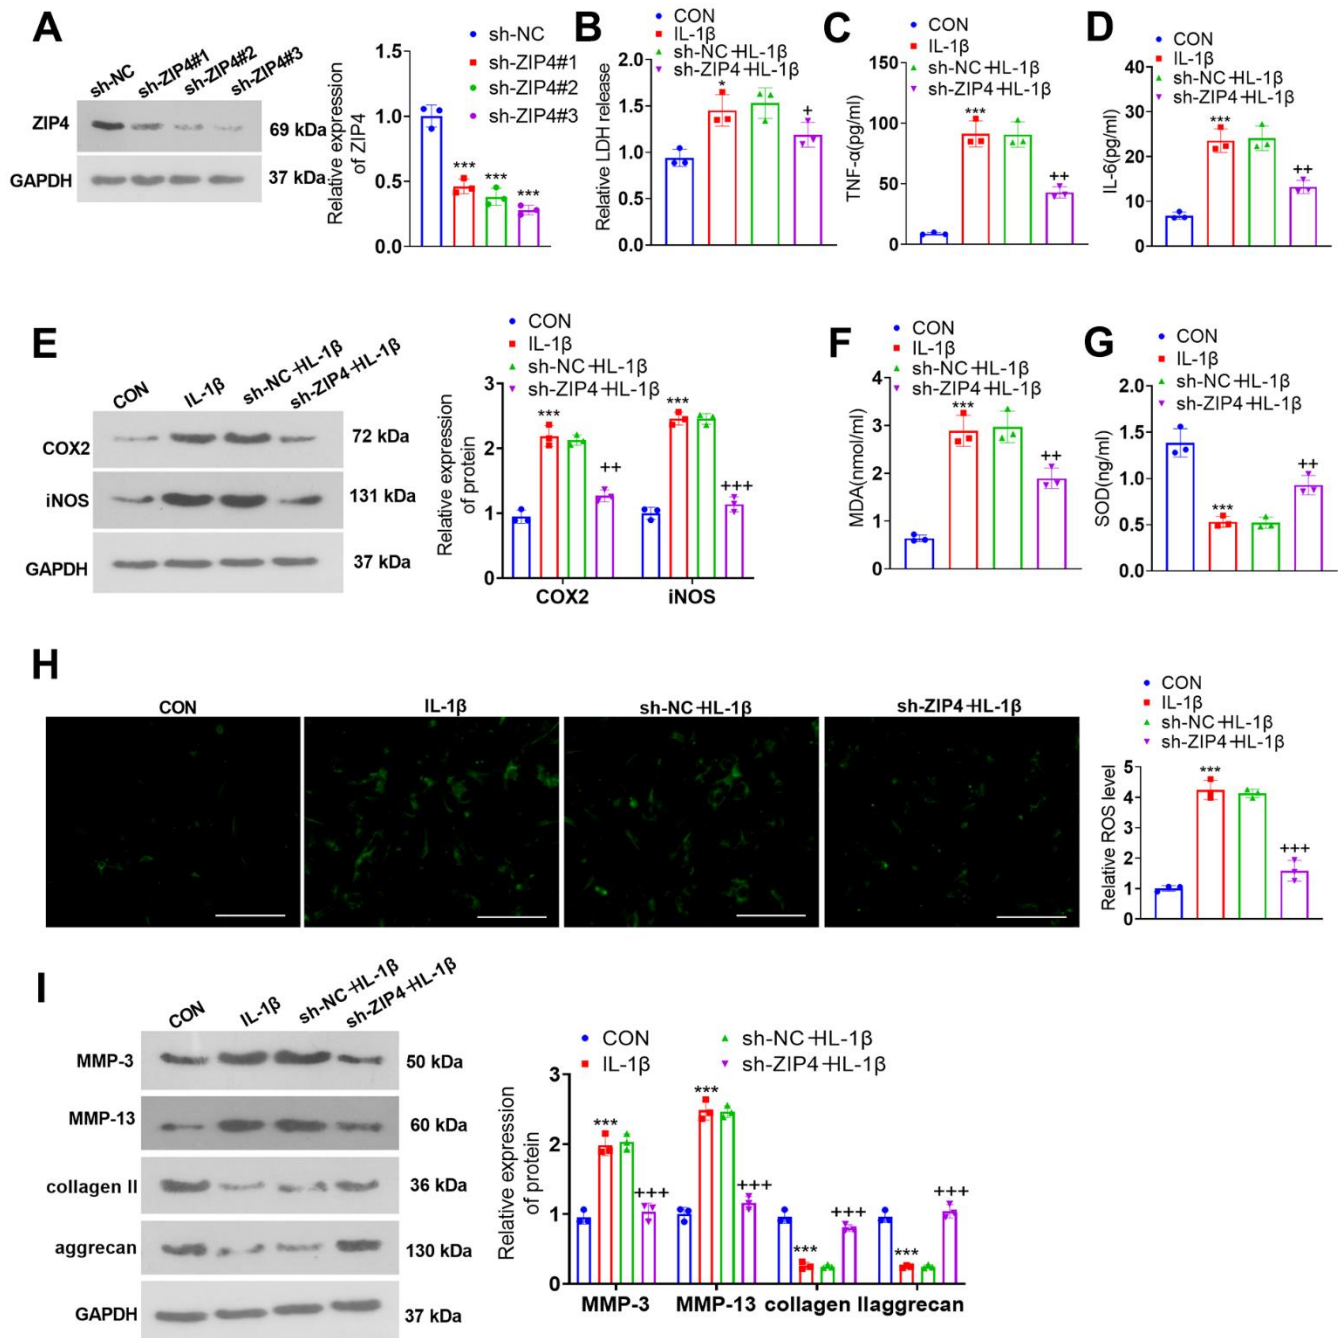 A
sh-NC
sh-ZIP4#1
sh-ZIP4#2
sh-ZIP4#3
ZIP4
69 kDa
GAPDH
37 kDa
Relative expression
of ZIP4
1.5
1.0
0.5
0.0
sh-NC
sh-ZIP4#1
sh-ZIP4#2
sh-ZIP4#3
***
***
***
B
CON
IL-1β
sh-NC+IL-1β
sh-ZIP4+IL-1β
Relative LDH release
2.0
1.5
1.0
0.5
0.0
*
+
C
CON
IL-1β
sh-NC+IL-1β
sh-ZIP4+IL-1β
TNF-α(pg/ml)
150
100
50
0
***
++
D
CON
IL-1β
sh-NC+IL-1β
sh-ZIP4+IL-1β
IL-6(pg/ml)
40
30
20
10
0
***
++
E
CON
IL-1β
sh-NC+IL-1β
sh-ZIP4+IL-1β
COX2
72 kDa
iNOS
131 kDa
GAPDH
37 kDa
CON
IL-1β
sh-NC+IL-1β
sh-ZIP4+IL-1β
Relative expression
of protein
3
2
1
0
***
++
***
+++
COX2
iNOS
F
CON
IL-1β
sh-NC+IL-1β
sh-ZIP4+IL-1β
MDA(nmol/ml)
4
3
2
1
0
***
++
G
CON
IL-1β
sh-NC+IL-1β
sh-ZIP4+IL-1β
SOD(ng/ml)
2.0
1.5
1.0
0.5
0.0
***
++
H
CON
IL-1β
sh-NC+IL-1β
sh-ZIP4+IL-1β
CON
IL-1β
sh-NC+IL-1β
sh-ZIP4+IL-1β
Relative ROS level
5
4
3
2
1
0
***
+++
I
CON
IL-1β
sh-NC+IL-1β
sh-ZIP4+IL-1β
MMP-3
50 kDa
MMP-13
60 kDa
collagen II
36 kDa
aggrecan
130 kDa
GAPDH
37 kDa
CON
IL-1β
sh-NC+IL-1β
sh-ZIP4+IL-1β
Relative expression
of protein
3
2
1
0
***
+++
***
+++
***
+++
***
+++
MMP-3
MMP-13
collagen II
aggrecan